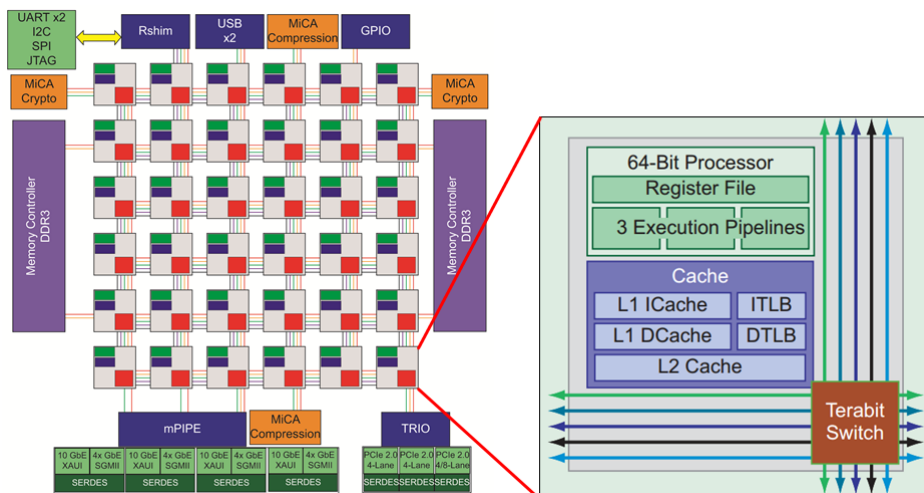 UART x2
I2C
SPI
JTAG
Rshim
USB
x2
MiCA
Compression
GPIO
MiCA
Crypto
MiCA
Crypto
Memory Controller
DDR3
Memory Controller
DDR3
64-Bit Processor
Register File
3 Execution Pipelines
Cache
L1 ICache
ITLB
L1 DCache
DTLB
L2 Cache
Terabit
Switch
mPIPE
MiCA
Compression
TRIO
10 GbE
XAUI
4x GbE
SGMII
10 GbE
XAUI
4x GbE
SGMII
10 GbE
XAUI
4x GbE
SGMII
10 GbE
XAUI
4x GbE
SGMII
SERDES
SERDES
SERDES
SERDES
PCIe 2.0
4-Lane
PCIe 2.0
4-Lane
PCIe 2.0
4/8-Lane
SERDES
SERDES
SERDES